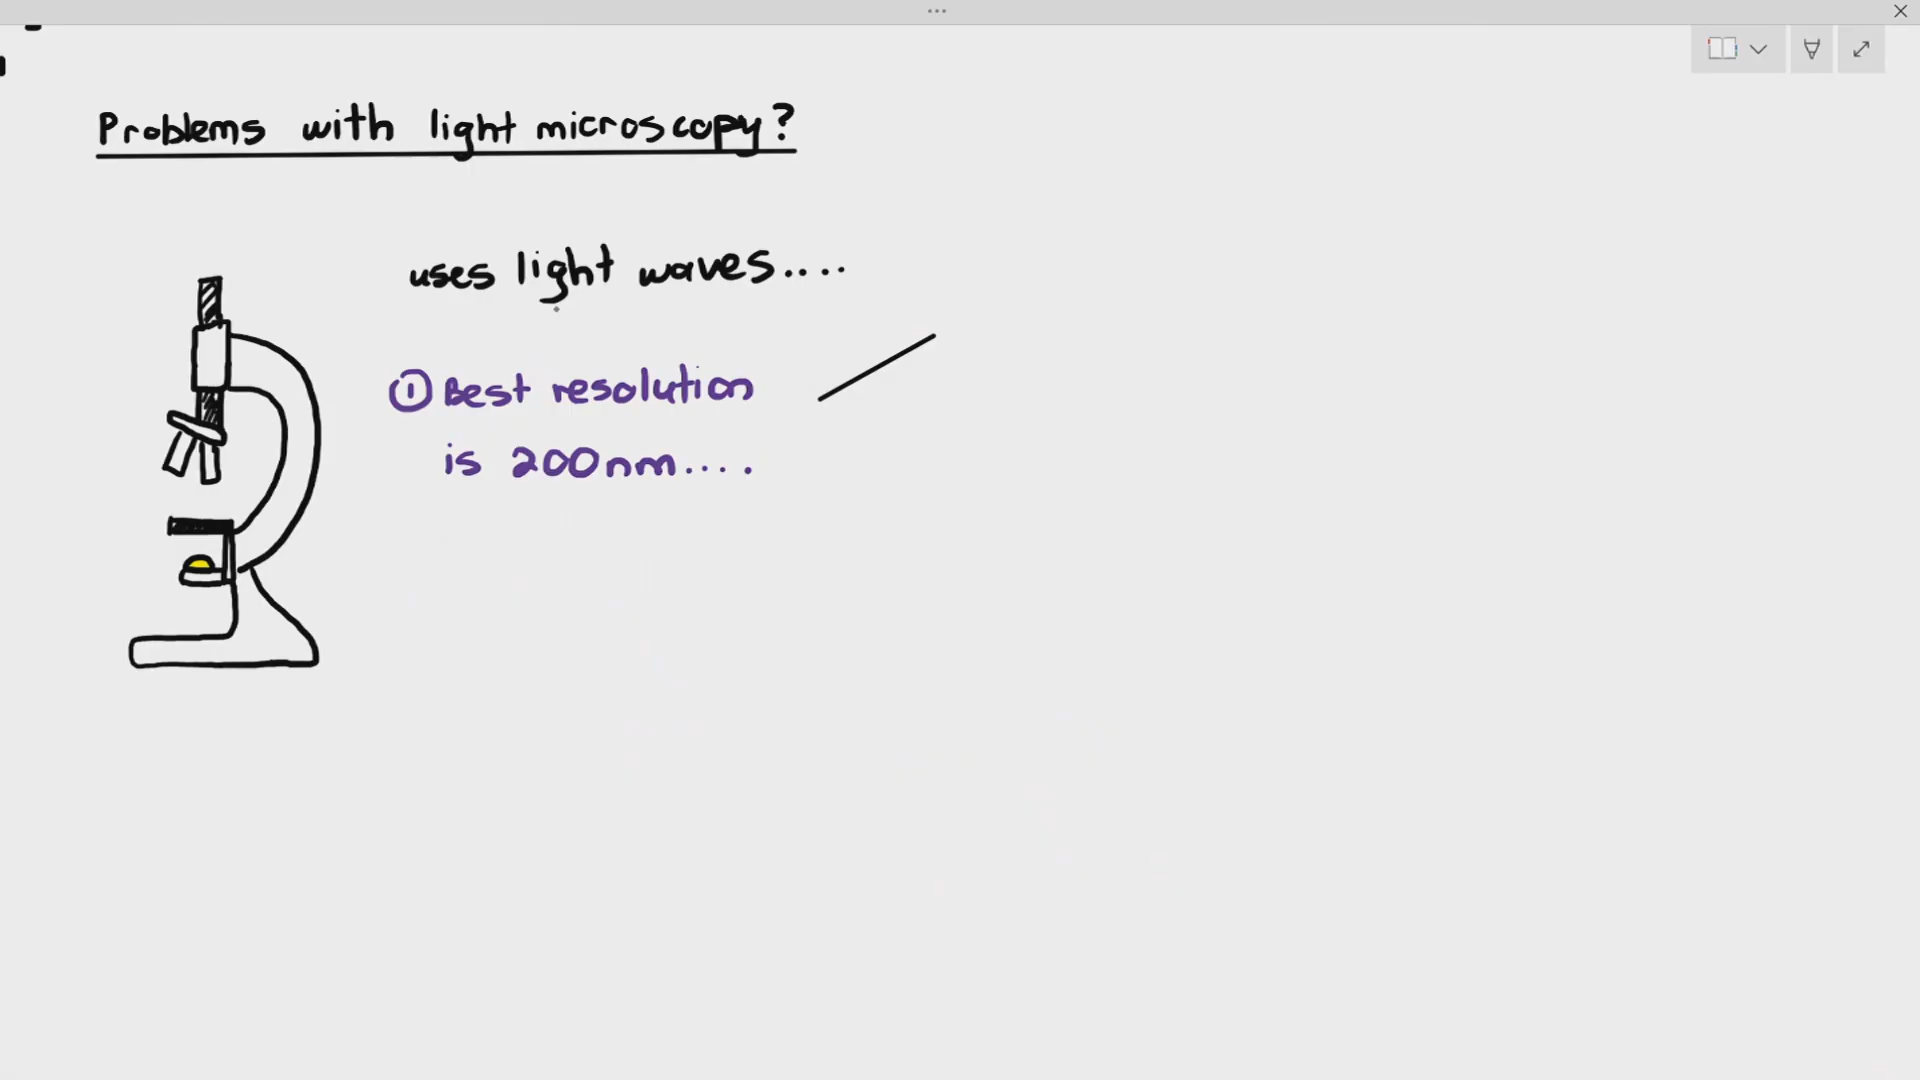 Problems with light microscopy?
uses light waves....
① Best resolution
is 200nm....